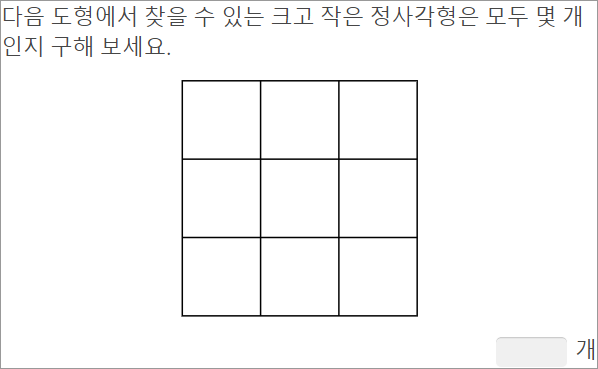 다음 도형에서 찾을 수 있는 크고 작은 정사각형은 모두 몇 개
인지 구해 보세요.
개